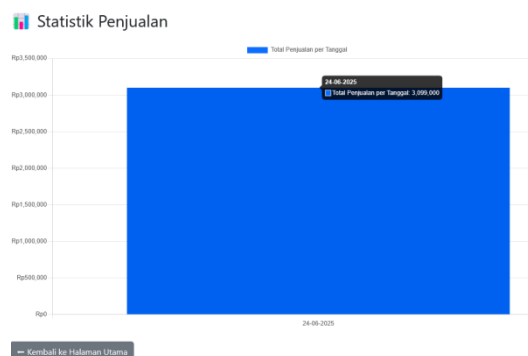 Statistik Penjualan
Total Penjualan per Tanggal
Rp3,500,000
24-06-2025
Total Penjualan per Tanggal: 3,099,000
Rp3,000,000
Rp2,500,000
Rp2,000,000
Rp1,500,000
Rp1,000,000
Rp500,000
Rp0
24-06-2025
← Kembali ke Halaman Utama